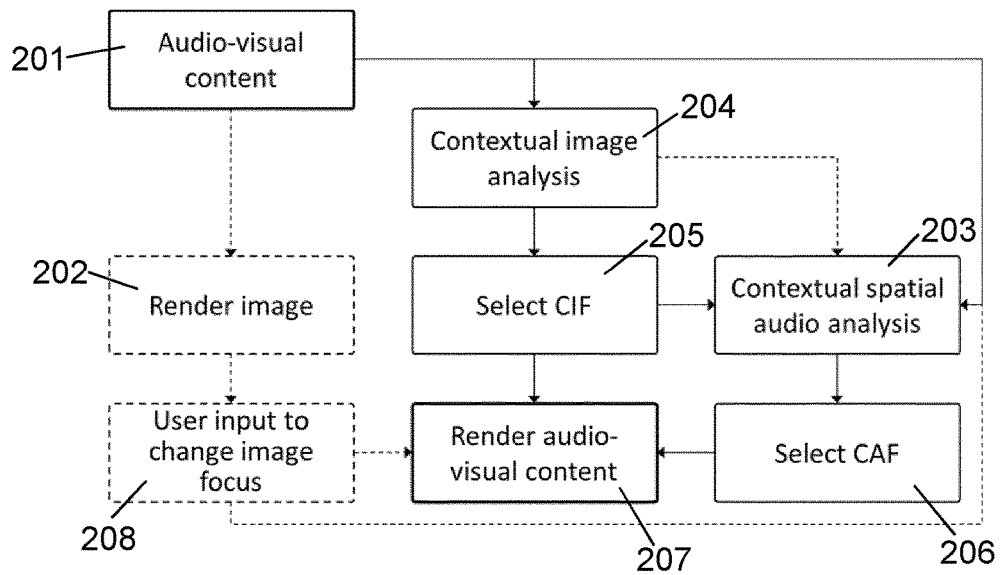 201
Audio-visual
content
204
Contextual image
analysis
202
Render image
205
Select CIF
203
Contextual spatial
audio analysis
User input to
change image
focus
208
Render audio-
visual content
207
Select CAF
206